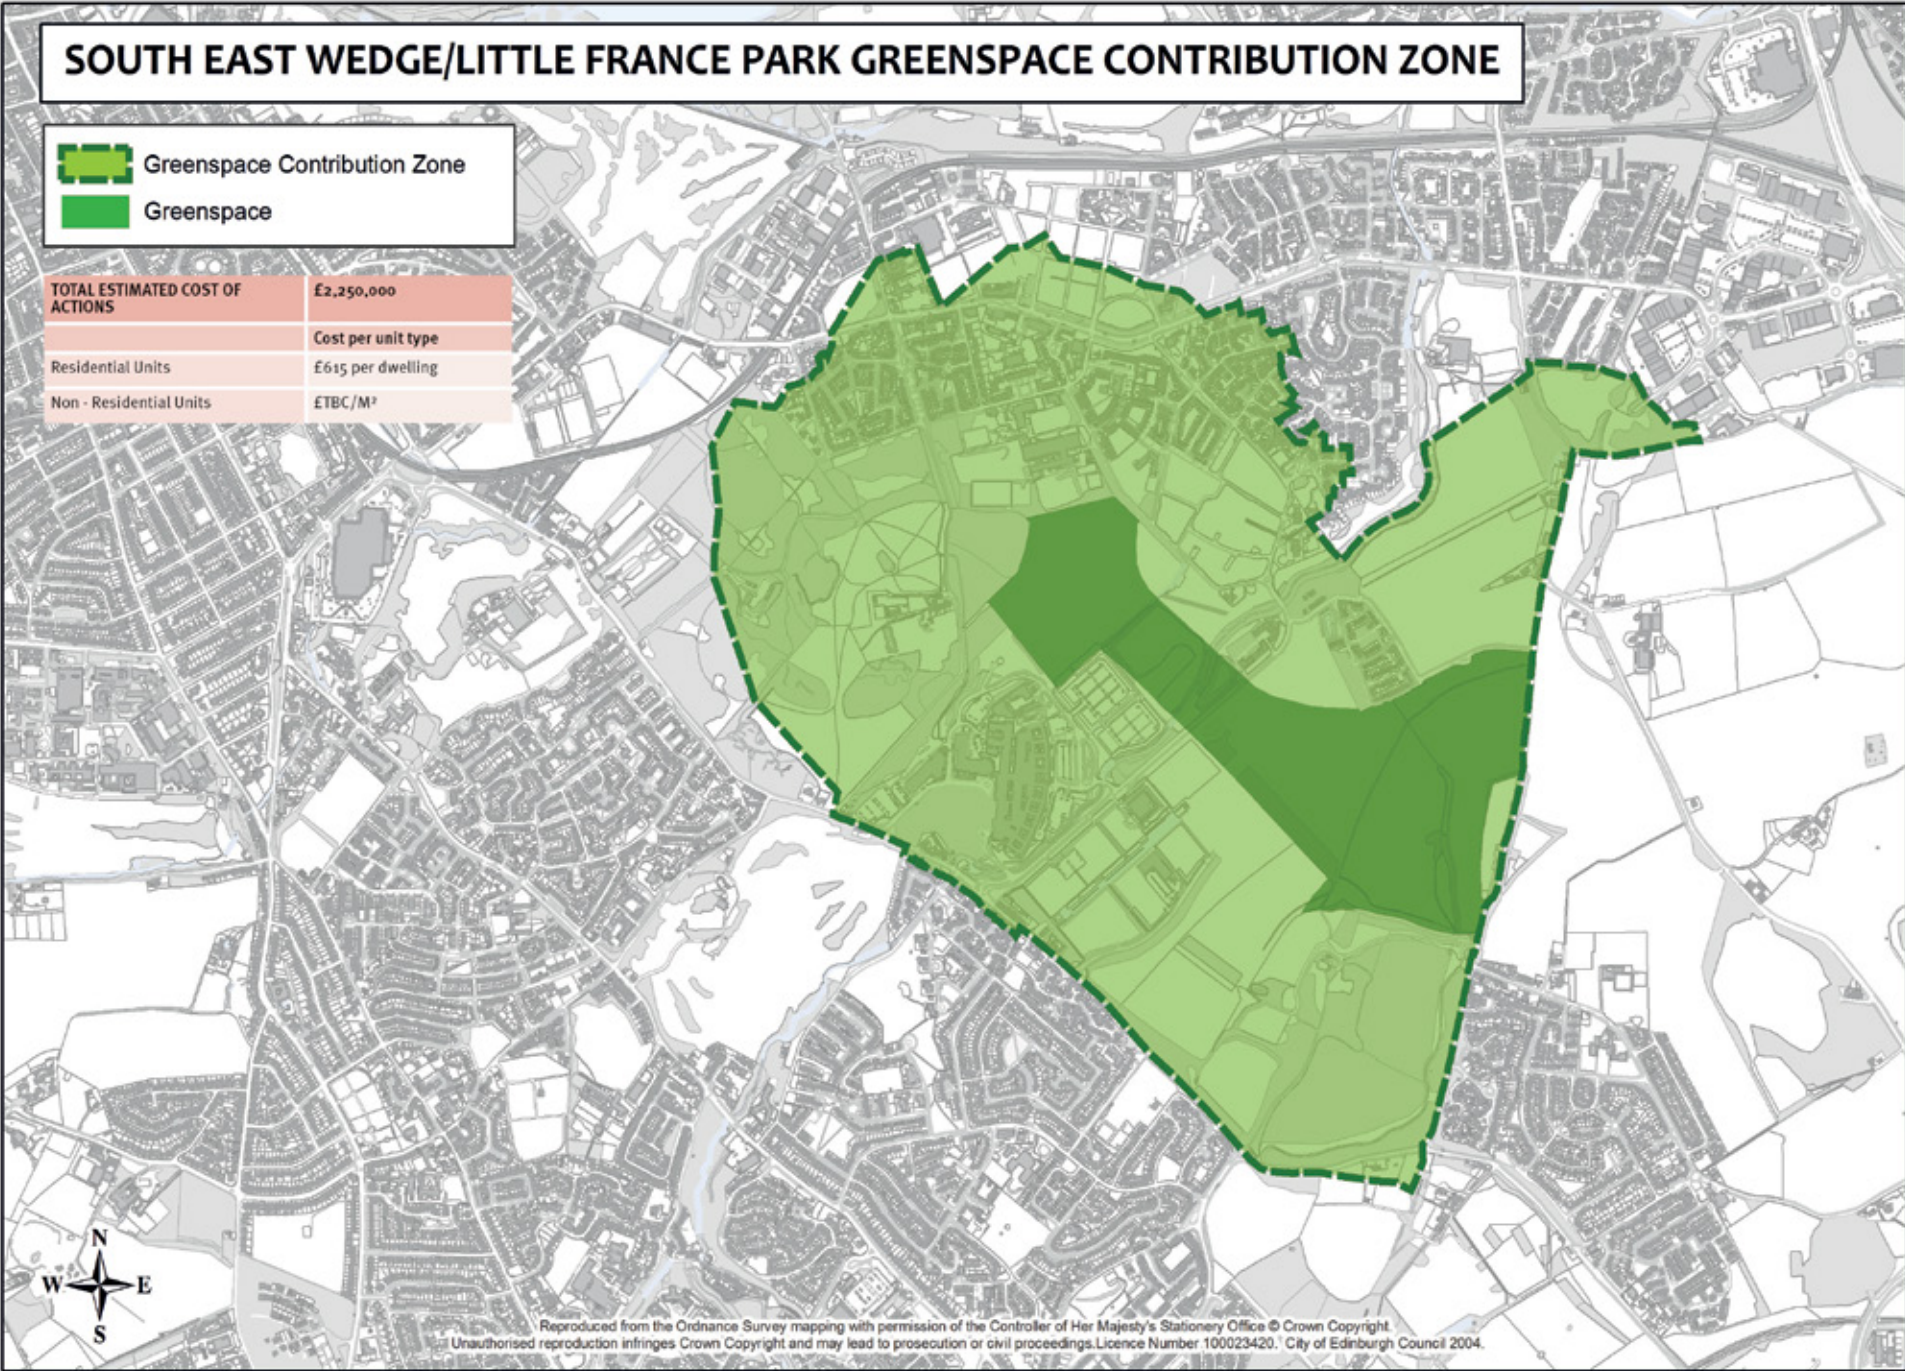 SOUTH EAST WEDGE/LITTLE FRANCE PARK GREENSPACE CONTRIBUTION ZONE
Greenspace Contribution Zone
Greenspace
TOTAL ESTIMATED COST OF ACTIONS £2,250,000
Cost per unit type
Residential Units £615 per dwelling
Non - Residential Units £TBC/M²
N
W E
S
Reproduced from the Ordnance Survey mapping with permission of the Controller of Her Majesty's Stationery Office © Crown Copyright.
Unauthorised reproduction infringes Crown Copyright and may lead to prosecution or civil proceedings.Licence Number 100023420, City of Edinburgh Council 2004.